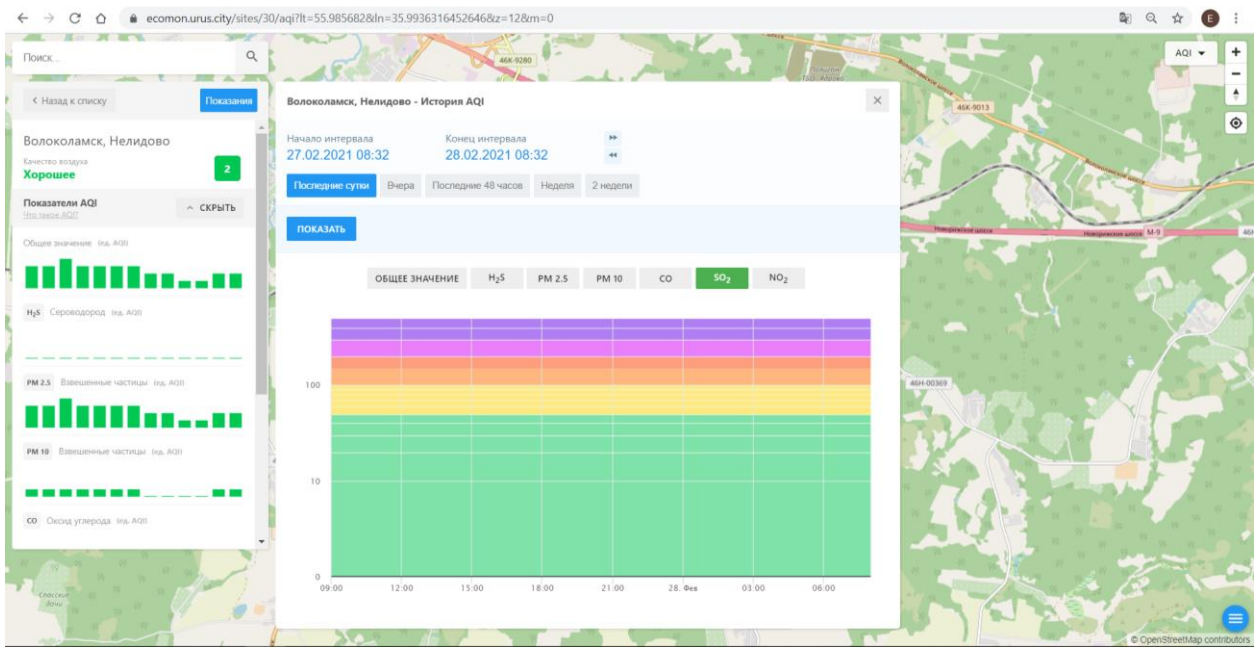 ecomon.urus.city/sites/30/aqi?lt=55.985682&ln=35.9936316452646&z=12&m=0
E
Поиск...
46К-9280
AQI
+
−
Назад к списку
Показания
Волоколамск, Нелидово - История AQI
46К-9013
Волоколамск, Нелидово
Качество воздуха
Хорошее
2
Начало интервала
Конец интервала
27.02.2021 08:32
28.02.2021 08:32
Последние сутки
Вчера
Последние 48 часов
Неделя
2 недели
Показатели AQI
Что такое AQI?
СКРЫТЬ
ПОКАЗАТЬ
Новорижское шоссе
Новорижское шоссе
М-9
Общее значение (ед. AQI)
ОБЩЕЕ ЗНАЧЕНИЕ
H₂S
PM 2.5
PM 10
CO
SO₂
NO₂
H₂S Сероводород (ед. AQI)
PM 2.5 Взвешенные частицы (ед. AQI)
100
46Н-00369
PM 10 Взвешенные частицы (ед. AQI)
10
CO Оксид углерода (ед. AQI)
0
09:00
12:00
15:00
18:00
21:00
28. Фев
03:00
06:00
© OpenStreetMap contributors